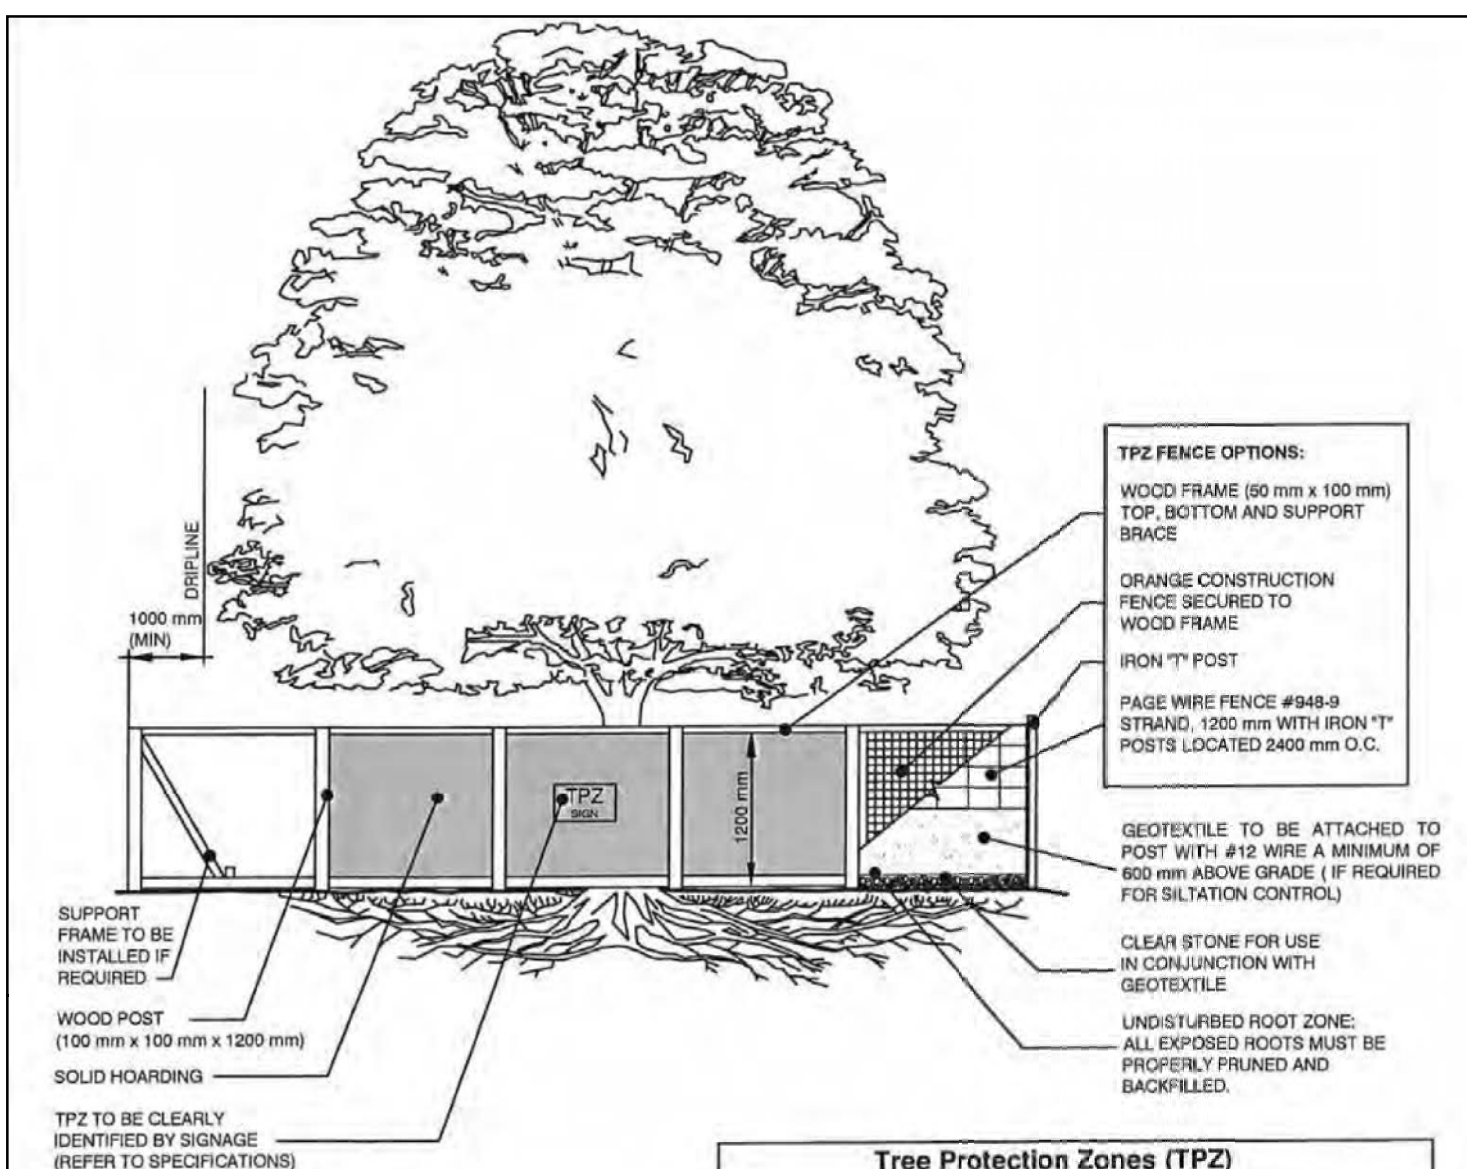 TPZ FENCE OPTIONS:
WOOD FRAME (50 mm x 100 mm)
TOP, BOTTOM AND SUPPORT
BRACE
ORANGE CONSTRUCTION
FENCE SECURED TO
WOOD FRAME
IRON "T" POST
PAGE WIRE FENCE #948-9
STRAND, 1200 mm WITH IRON "T"
POSTS LOCATED 2400 mm O.C.
DRIPLINE
1000 mm
(MIN)
TPZ
SIGN
1200 mm
GEOTEXTILE TO BE ATTACHED TO
POST WITH #12 WIRE A MINIMUM OF
600 mm ABOVE GRADE ( IF REQUIRED
FOR SILTATION CONTROL)
CLEAR STONE FOR USE
IN CONJUNCTION WITH
GEOTEXTILE
UNDISTURBED ROOT ZONE;
ALL EXPOSED ROOTS MUST BE
PROPERLY PRUNED AND
BACKFILLED.
SUPPORT
FRAME TO BE
INSTALLED IF
REQUIRED
WOOD POST
(100 mm x 100 mm x 1200 mm)
SOLID HOARDING
TPZ TO BE CLEARLY
IDENTIFIED BY SIGNAGE
(REFER TO SPECIFICATIONS)
Tree Protection Zones (TPZ)